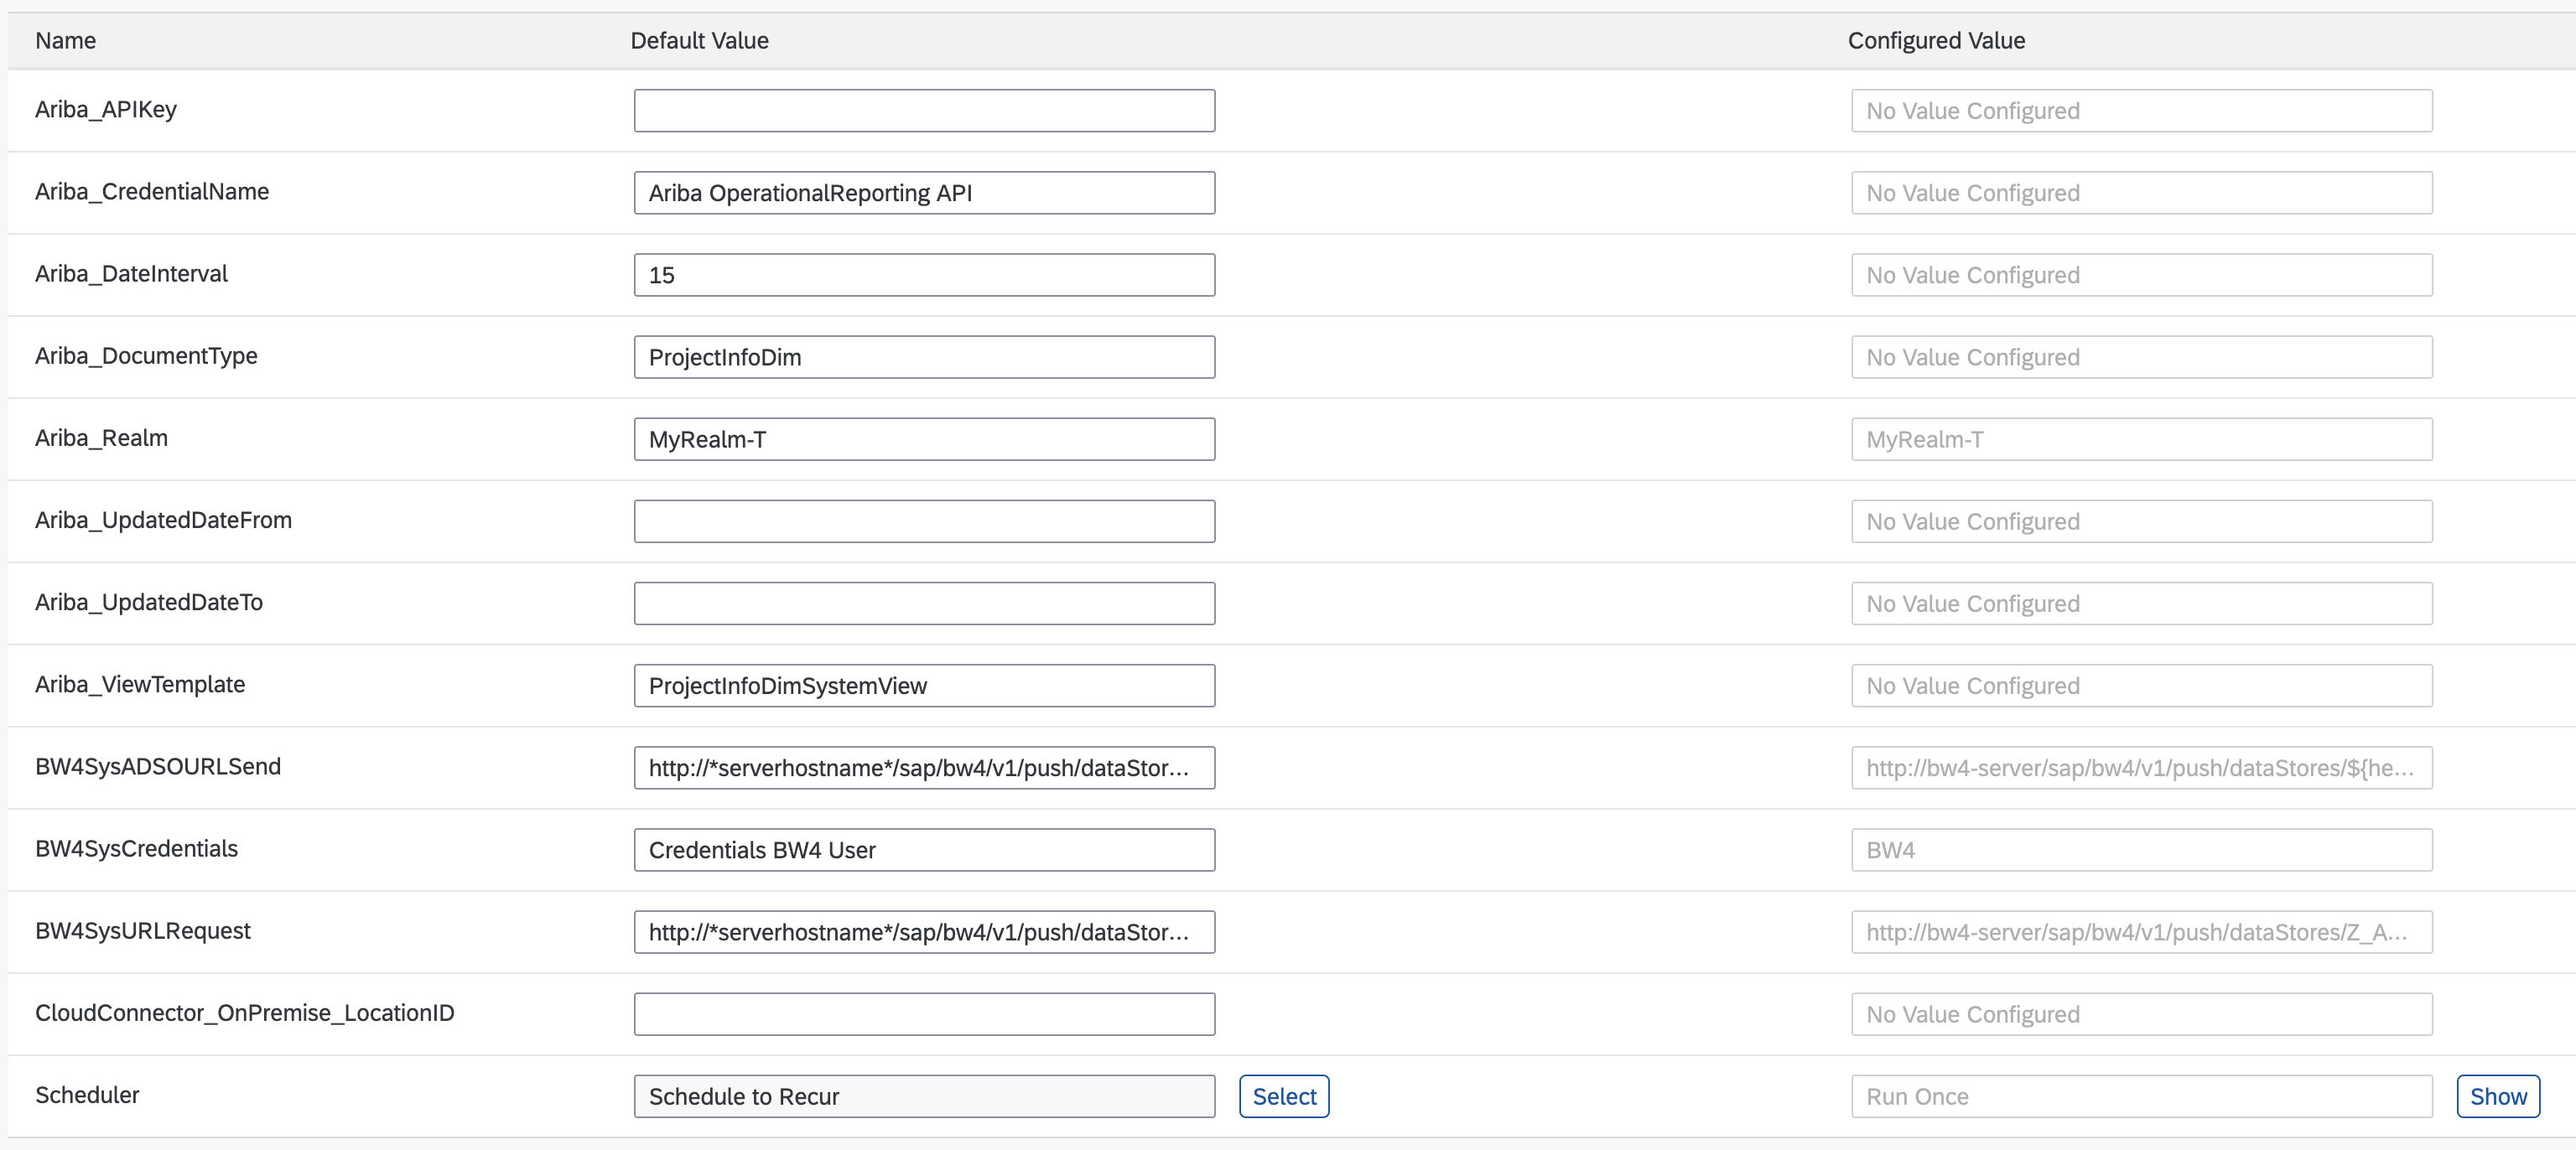 Name Default Value Configured Value
Ariba_APIKey No Value Configured
Ariba_CredentialName Ariba OperationalReporting API No Value Configured
Ariba_DateInterval 15 No Value Configured
Ariba_DocumentType ProjectInfoDim No Value Configured
Ariba_Realm MyRealm-T MyRealm-T
Ariba_UpdatedDateFrom No Value Configured
Ariba_UpdatedDateTo No Value Configured
Ariba_ViewTemplate ProjectInfoDimSystemView No Value Configured
BW4SysADSOURLSend http://*serverhostname*/sap/bw4/v1/push/dataStor... http://bw4-server/sap/bw4/v1/push/dataStores/${he...
BW4SysCredentials Credentials BW4 User BW4
BW4SysURLRequest http://*serverhostname*/sap/bw4/v1/push/dataStor... http://bw4-server/sap/bw4/v1/push/dataStores/Z_A...
CloudConnector_OnPremise_LocationID No Value Configured
Scheduler Schedule to Recur Select Run Once Show